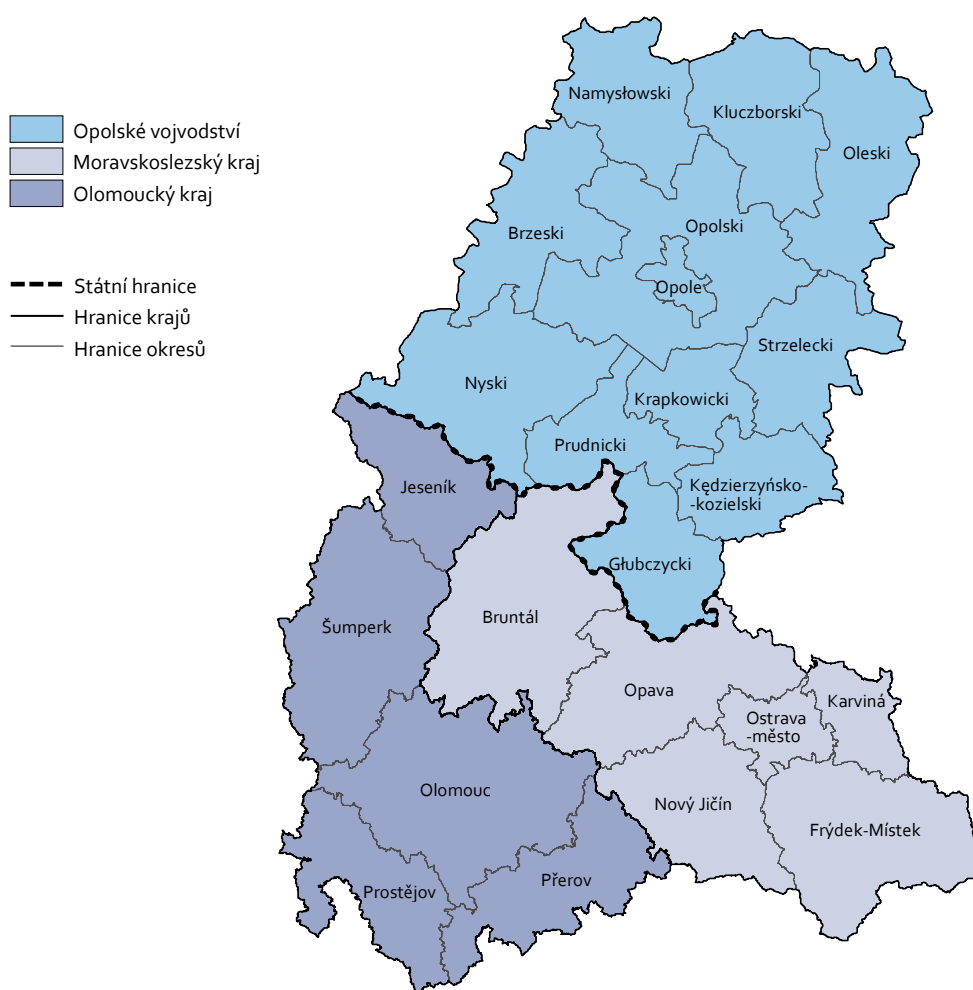 Opolské vojvodství
Moravskoslezský kraj
Olomoucký kraj
Státní hranice
Hranice krajů
Hranice okresů
Namysłowski
Kluczborski
Oleski
Brzeski
Opolski
Opole
Strzelecki
Nyski
Krapkowicki
Prudnicki
Kędzierzyńsko-
-kozielski
Jeseník
Głubczycki
Šumperk
Bruntál
Opava
Karviná
Ostrava
-město
Olomouc
Nový Jičín
Frýdek-Místek
Prostějov
Přerov